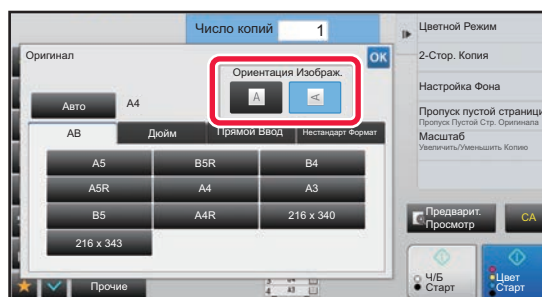 Число копий 1
Цветной Режим
Оригинал
OK
2-Стор. Копия
Ориентация Изображ.
A A
Настройка Фона
Авто A4
Пропуск пустой страниц
Пропуск Пустой Стр. Оригинала
AB Дюйм Прямой Ввод Нестандарт Формат
Масштаб
Увеличить/Уменьшить Копию
A5 B5R B4
A5R A4 A3
B5 A4R 216 x 340
Предварит.
Просмотр
CA
216 x 343
Прочие
Ч/Б
Старт
Цвет
Старт